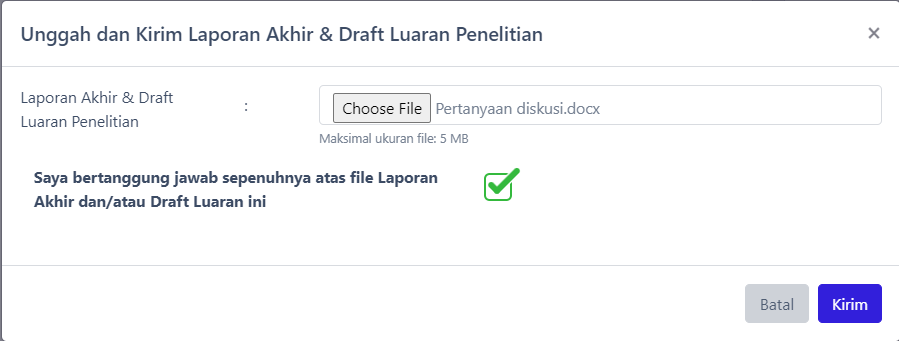 Unggah dan Kirim Laporan Akhir & Draft Luaran Penelitian ×
Laporan Akhir & Draft
Luaran Penelitian
:
Choose File Pertanyaan diskusi.docx
Maksimal ukuran file: 5 MB
Saya bertanggung jawab sepenuhnya atas file Laporan
Akhir dan/atau Draft Luaran ini
Batal Kirim